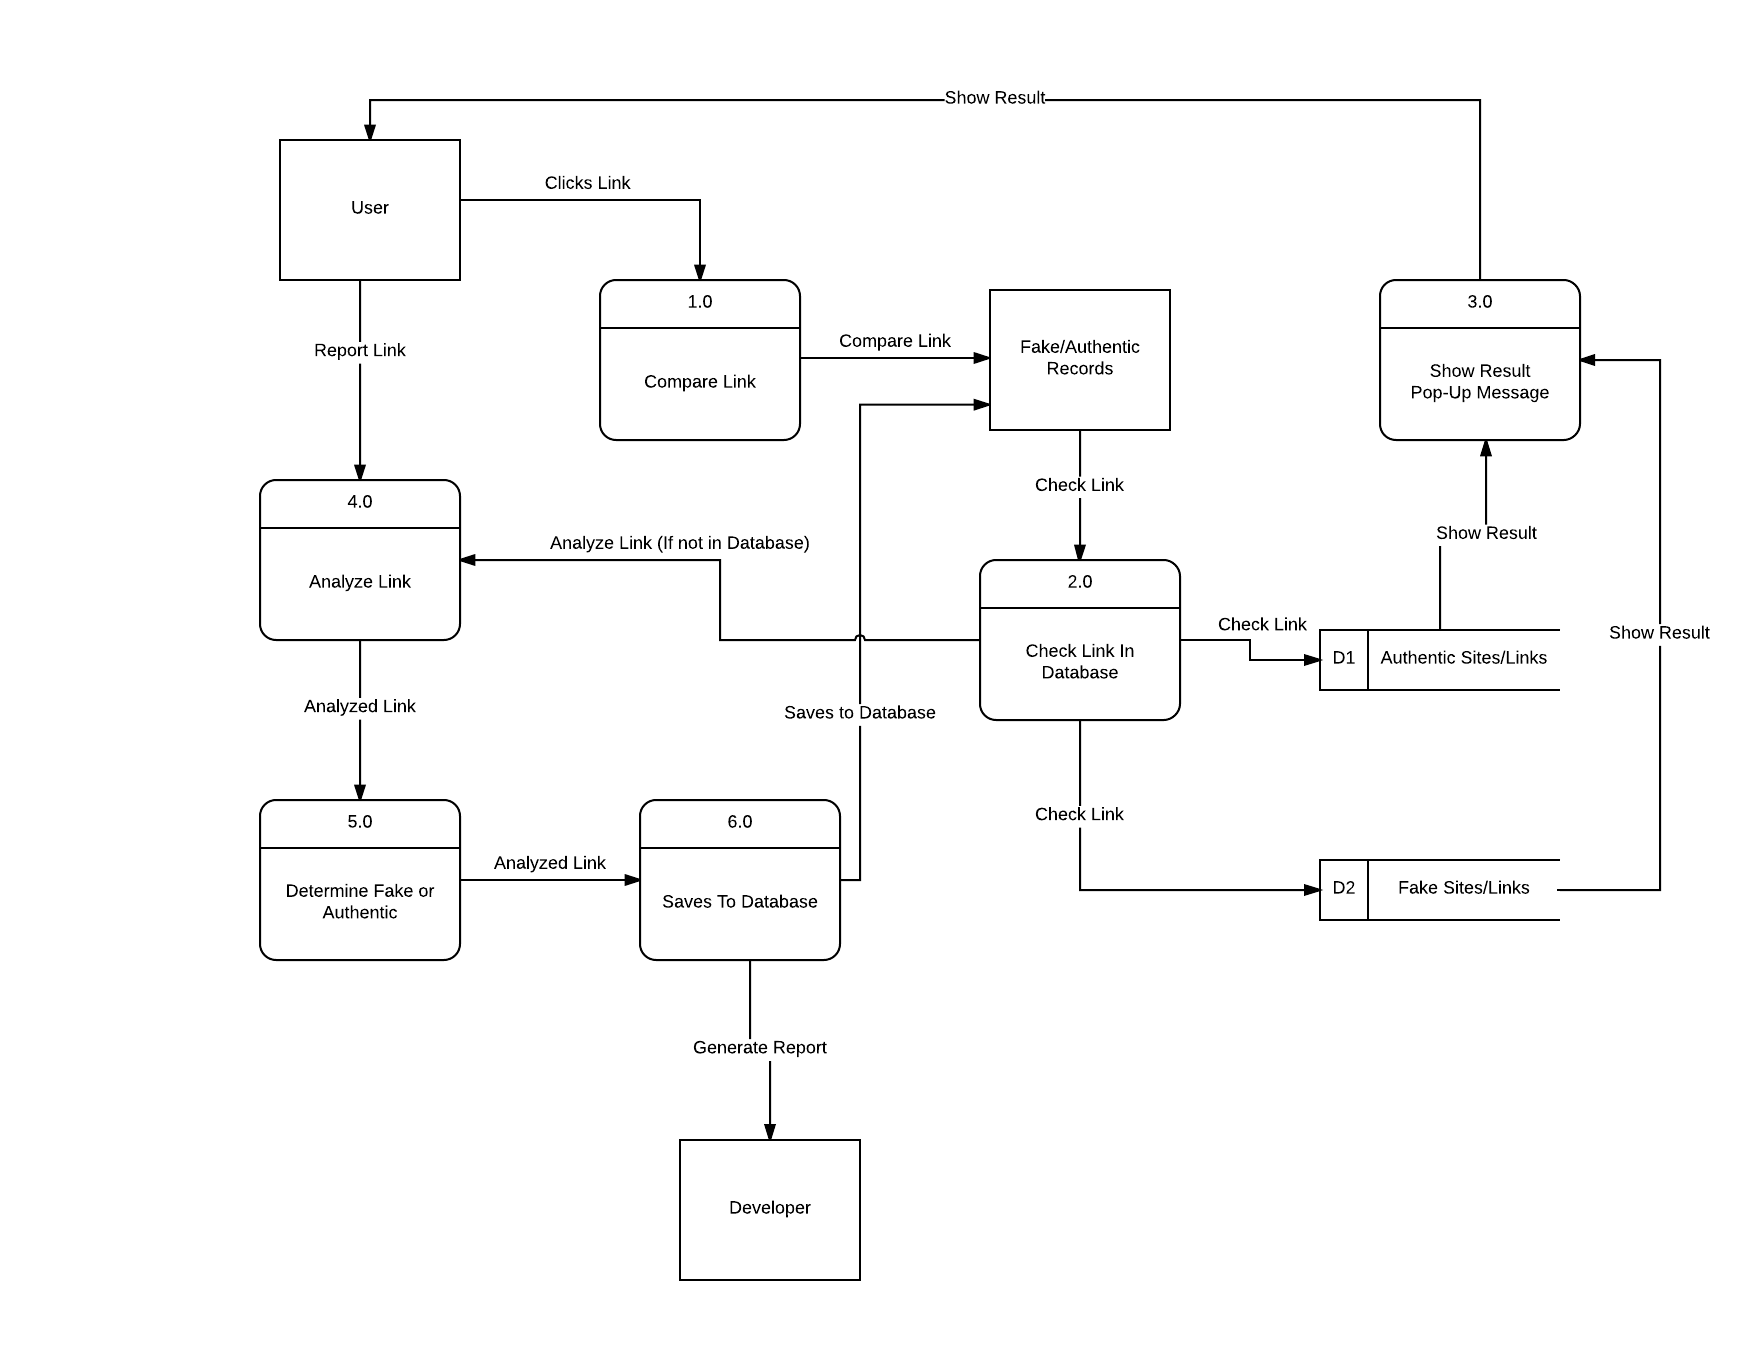 Show Result
User
Clicks Link
1.0
Compare Link
Compare Link
Fake/Authentic
Records
3.0
Show Result
Pop-Up Message
Report Link
Check Link
4.0
Analyze Link
Analyze Link (If not in Database)
2.0
Check Link In
Database
Check Link
Show Result
D1
Authentic Sites/Links
Show Result
Analyzed Link
Saves to Database
5.0
Determine Fake or
Authentic
Analyzed Link
6.0
Saves To Database
Check Link
D2
Fake Sites/Links
Generate Report
Developer